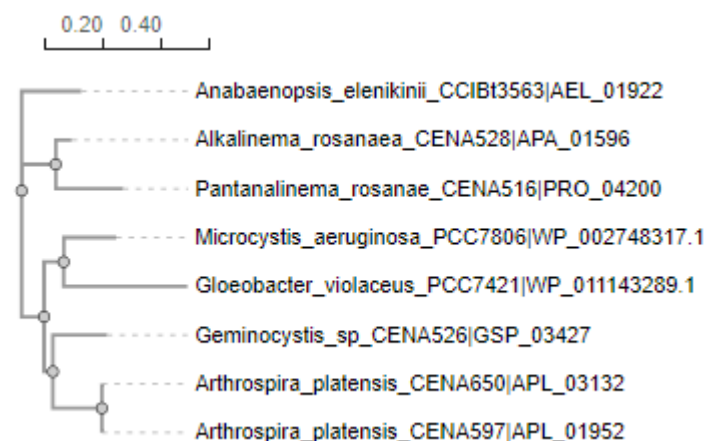 0.20 0.40
Anabaenopsis_elenikinii_CCIBt3563|AEL_01922
Alkalinema_rosanaea_CENA528|APA_01596
Pantanalinema_rosanae_CENA516|PRO_04200
Microcystis_aeruginosa_PCC7806|WP_002748317.1
Gloeobacter_violaceus_PCC7421|WP_011143289.1
Geminocystis_sp_CENA526|GSP_03427
Arthrospira_platensis_CENA650|APL_03132
Arthrospira_platensis_CENA597|APL_01952